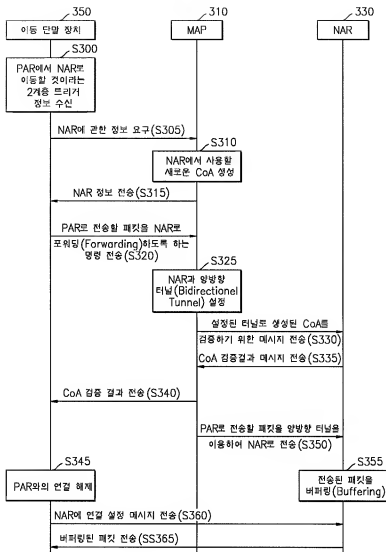 350
310
330
이동 단말 장치
MAP
NAR
S300
PAR에서 NAR로
이동할 것이라는
2계층 트리거
정보 수신
NAR에 관한 정보 요구(S305)
S310
NAR에서 사용할
새로운 CoA 생성
NAR 정보 전송(S315)
PAR로 전송할 패킷을 NAR로
포워딩(Forwarding)하도록 하는
명령 전송(S320)
S325
NAR과 양방향
터널(Bidirectionel
Tunnel) 설정
설정된 터널로 생성된 CoA를
검증하기 위한 메시지 전송(S330)
CoA 검증결과 메시지 전송(S335)
CoA 검증 결과 전송(S340)
PAR로 전송할 패킷을 양방향 터널을
이용하여 NAR로 전송(S350)
S345
PAR와의 연결 해제
S355
전송된 패킷을
버퍼링(Buffering)
NAR에 연결 설정 메시지 전송(S360)
버퍼링된 패킷 전송(SS365)